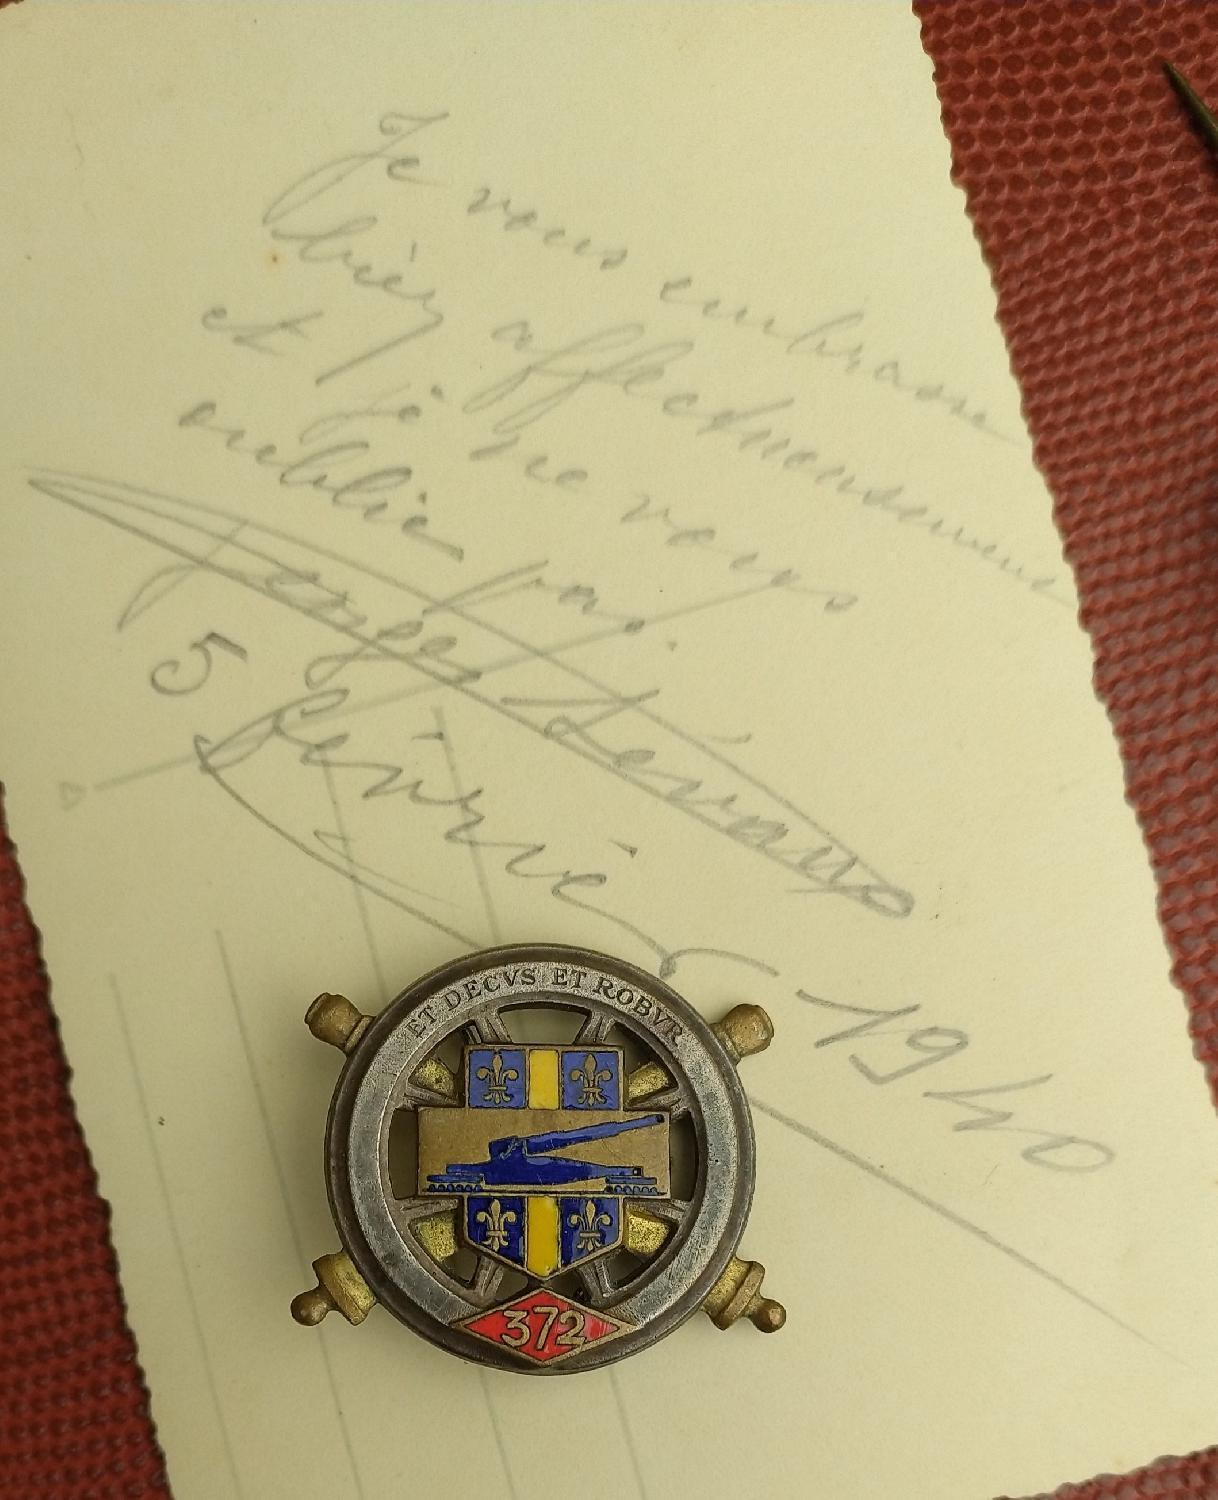 Je vous embrasse
bien affectueusement
et je ne vous
oublie pas.
5 février 1940
ET DECVS ET ROBVR
372